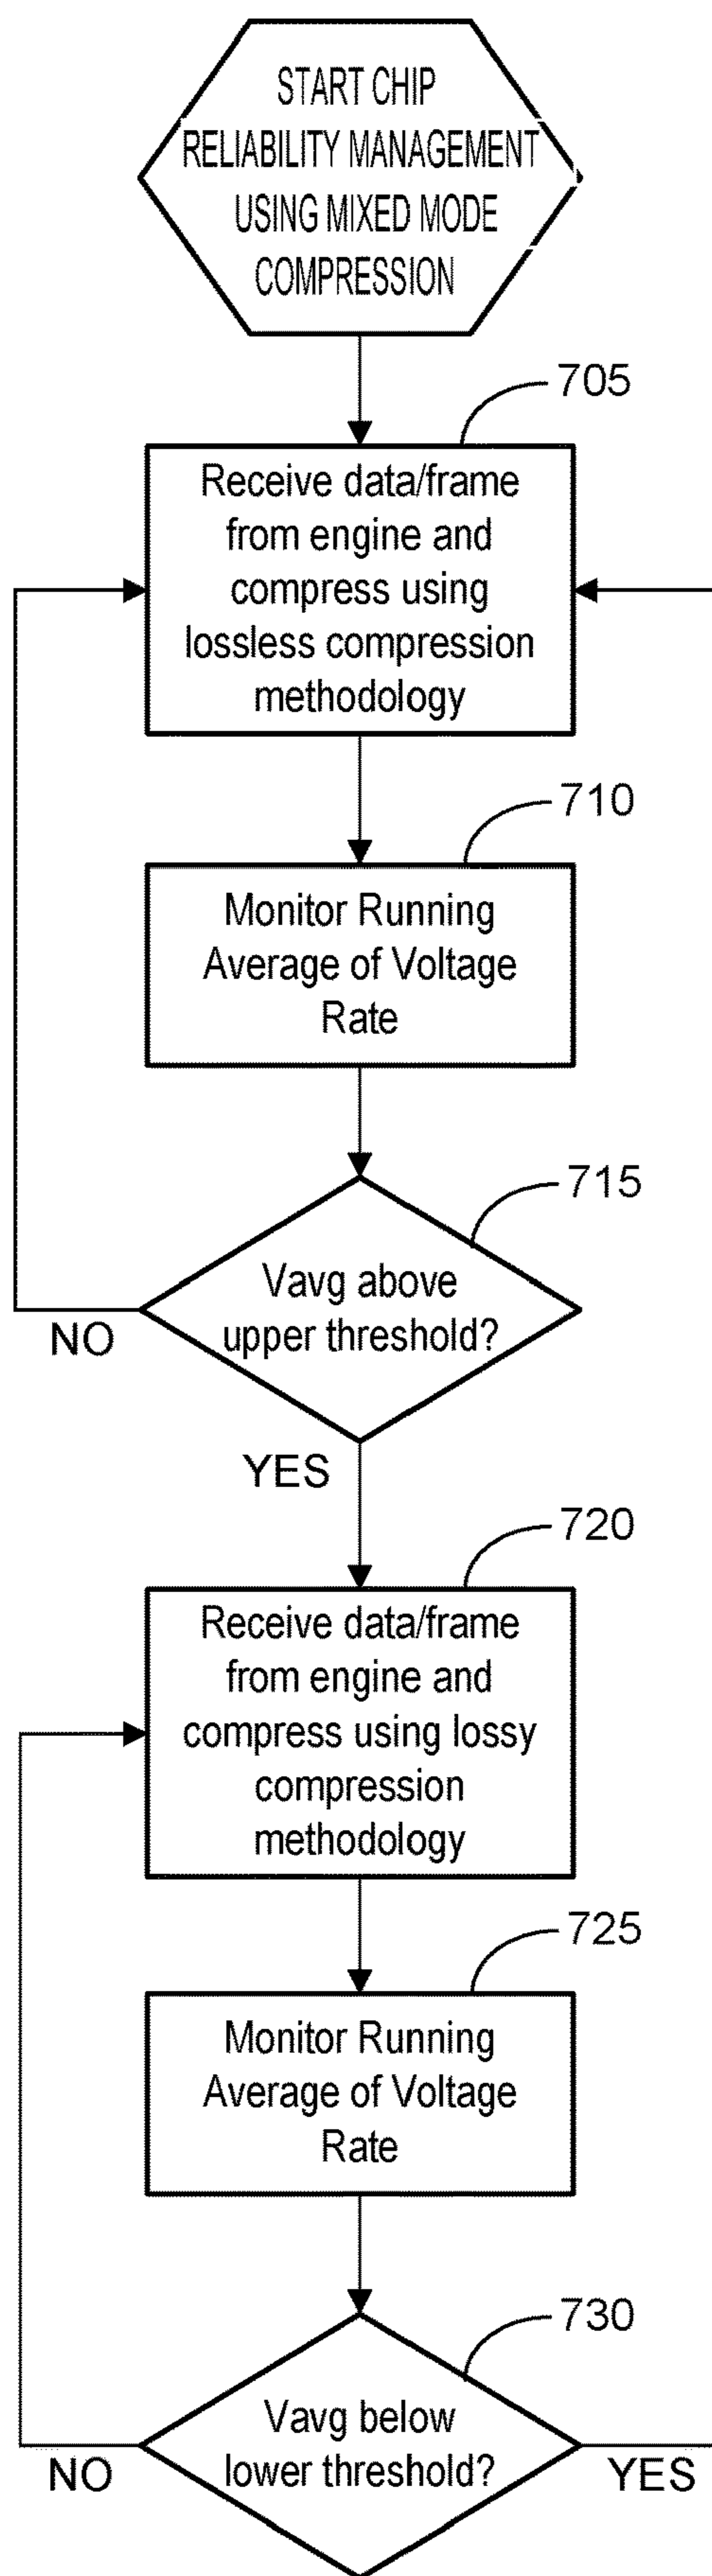 START CHIP
RELIABILITY MANAGEMENT
USING MIXED MODE
COMPRESSION
705
Receive data/frame
from engine and
compress using
lossless compression
methodology
710
Monitor Running
Average of Voltage
Rate
715
Vavg above
upper threshold?
NO
YES
720
Receive data/frame
from engine and
compress using lossy
compression
methodology
725
Monitor Running
Average of Voltage
Rate
730
Vavg below
lower threshold?
NO
YES